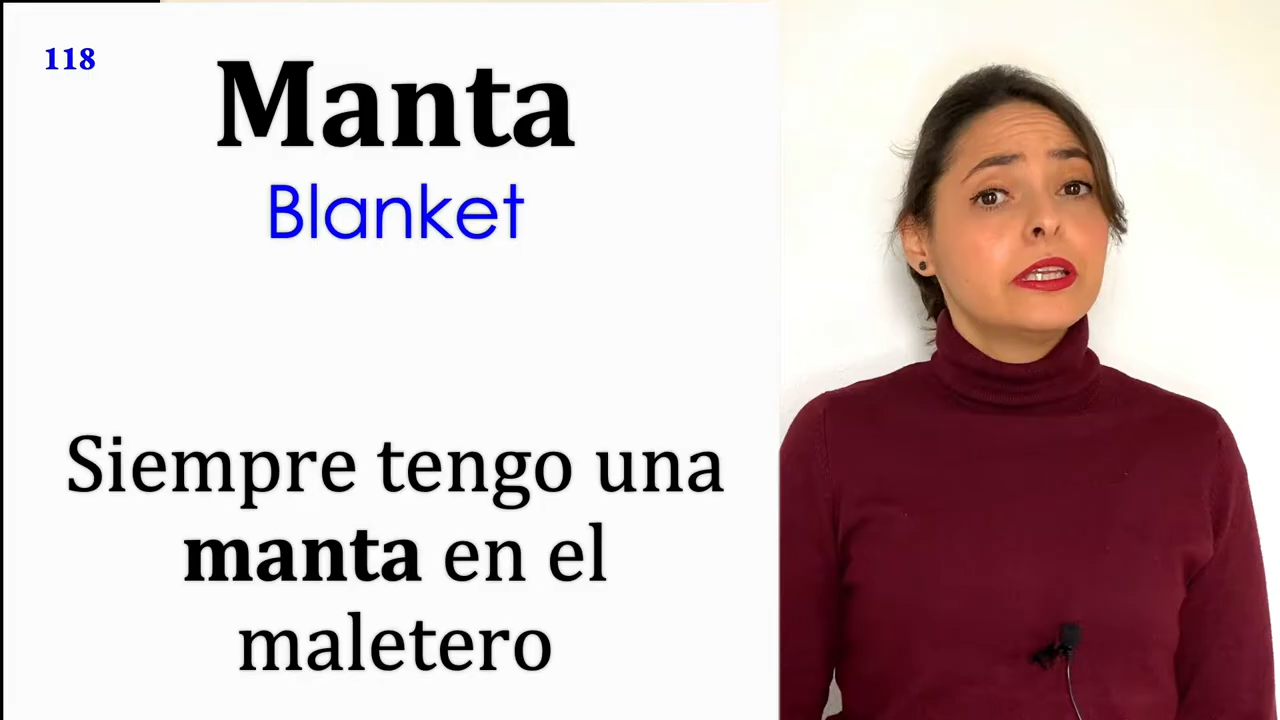 118
Manta
Blanket
Siempre tengo una
manta en el
maletero